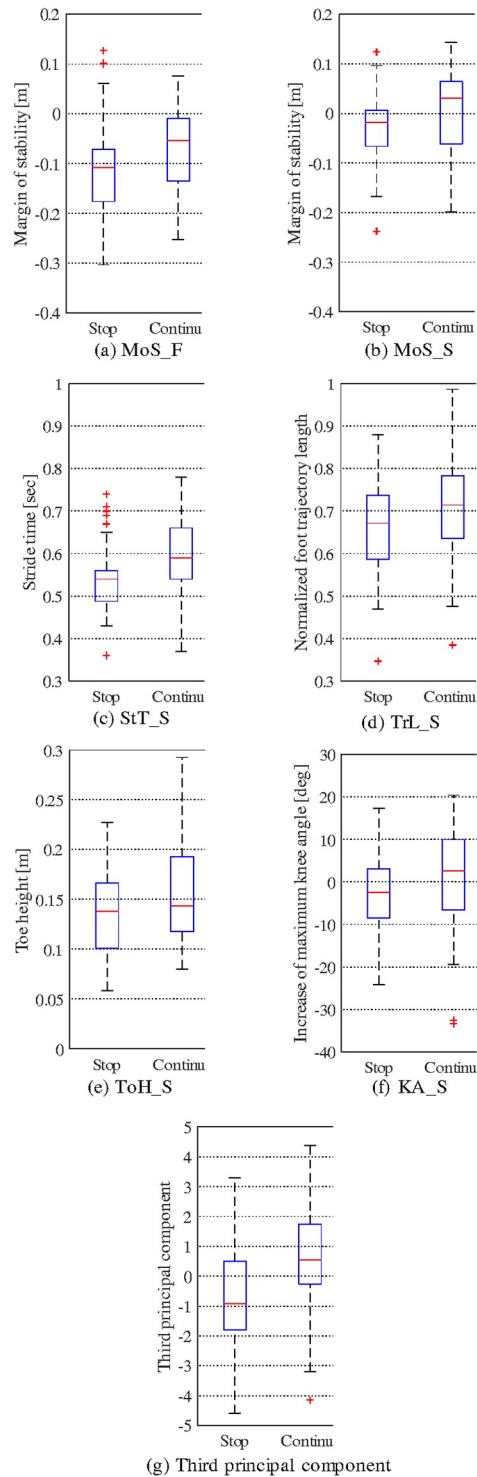 0.2
0.1
0
-0.1
-0.2
-0.3
-0.4
Margin of stability [m]
Stop Continu
(a) MoS_F
0.2
0.1
0
-0.1
-0.2
-0.3
-0.4
Margin of stability [m]
Stop Continu
(b) MoS_S
1
0.9
0.8
0.7
0.6
0.5
0.4
0.3
Stride time [sec]
Stop Continu
(c) StT_S
1
0.9
0.8
0.7
0.6
0.5
0.4
0.3
Normalized foot trajectory length
Stop Continu
(d) TrL_S
0.3
0.25
0.2
0.15
0.1
0.05
0
Toe height [m]
Stop Continu
(e) ToH_S
30
20
10
0
-10
-20
-30
-40
Increase of maximum knee angle [deg]
Stop Continu
(f) KA_S
5
4
3
2
1
0
-1
-2
-3
-4
-5
Third principal component
Stop Continu
(g) Third principal component